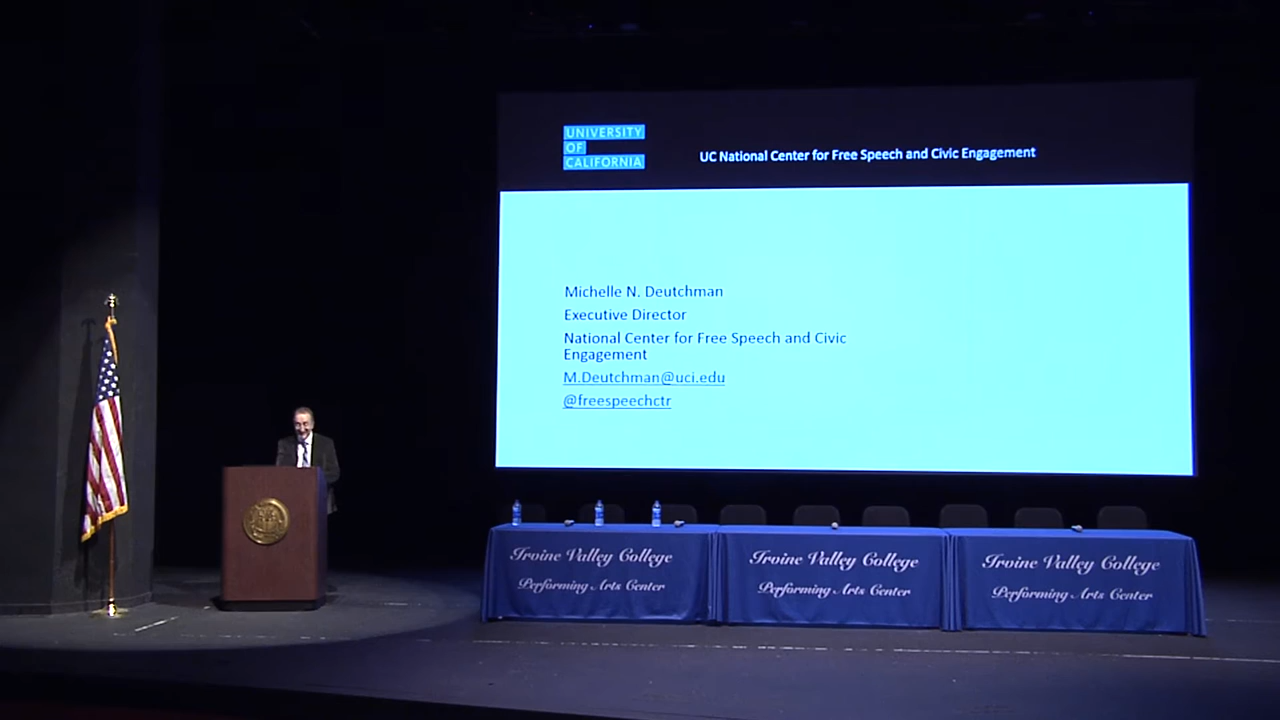 UNIVERSITY
OF
CALIFORNIA
UC National Center for Free Speech and Civic Engagement
Michelle N. Deutchman
Executive Director
National Center for Free Speech and Civic
Engagement
M.Deutchman@uci.edu
@freespeechctr
Irvine Valley College
Performing Arts Center
Irvine Valley College
Performing Arts Center
Irvine Valley College
Performing Arts Center